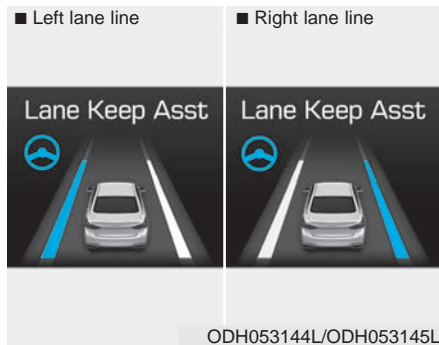 ■ Left lane line
■ Right lane line
Lane Keep Asst
Lane Keep Asst
ODH053144L/ODH053145L